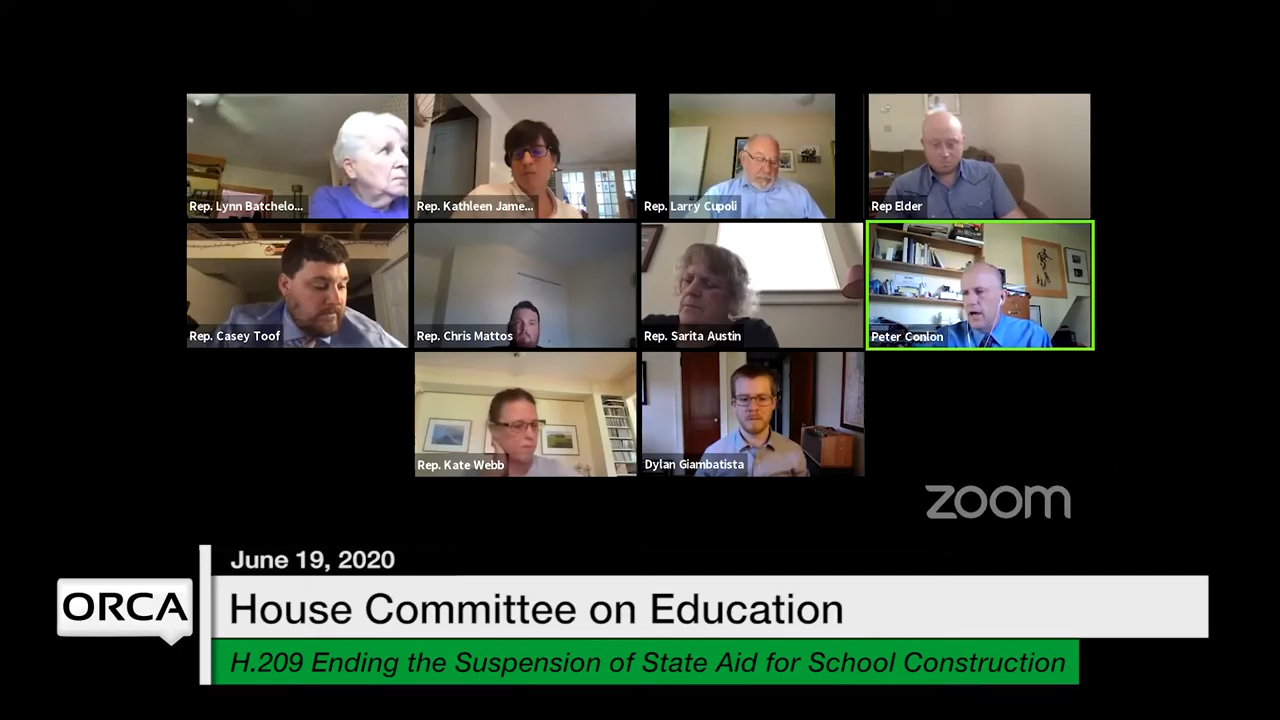 Rep. Lynn Batchelo...
Rep. Kathleen Jame...
Rep. Larry Cupoli
Rep Elder
Rep. Casey Toof
Rep. Chris Mattos
Rep. Sarita Austin
Peter Conlon
Rep. Kate Webb
Dylan Giambatista
zoom
June 19, 2020
ORCA
House Committee on Education
H.209 Ending the Suspension of State Aid for School Construction